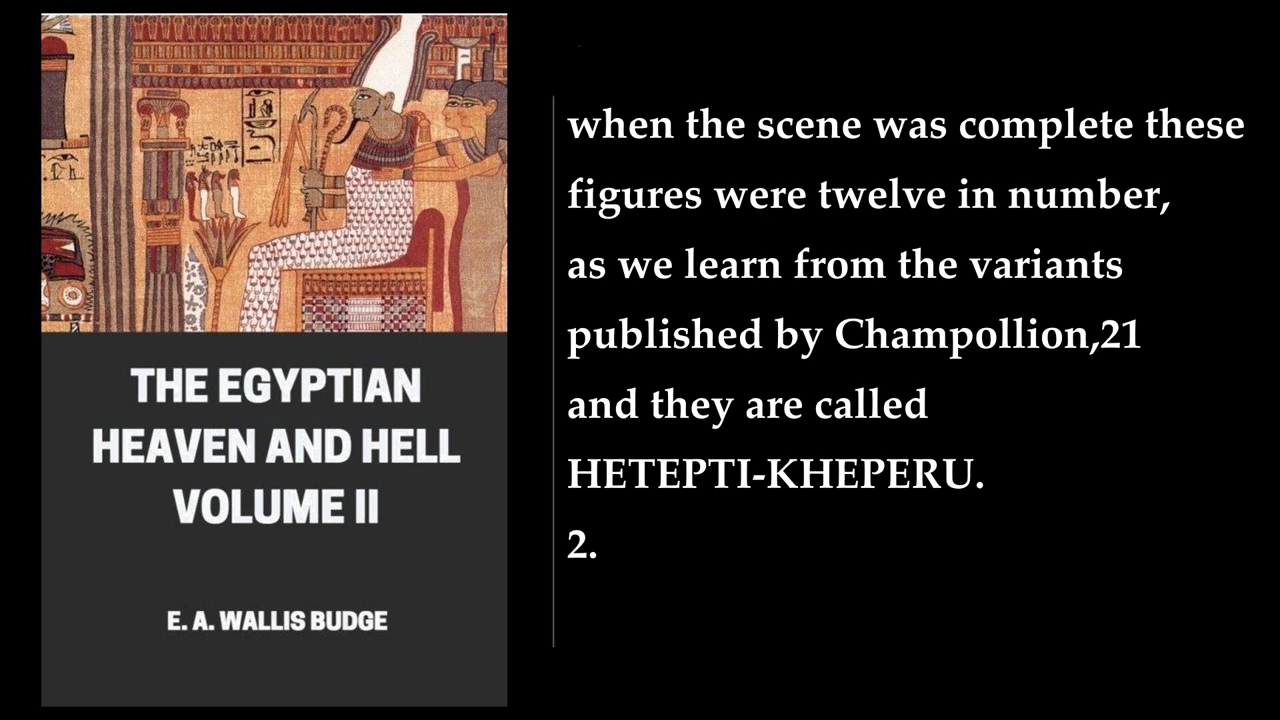 THE EGYPTIAN
HEAVEN AND HELL
VOLUME II
E. A. WALLIS BUDGE
when the scene was complete these
figures were twelve in number,
as we learn from the variants
published by Champollion,21
and they are called
HETEPTI-KHEPERU.
2.